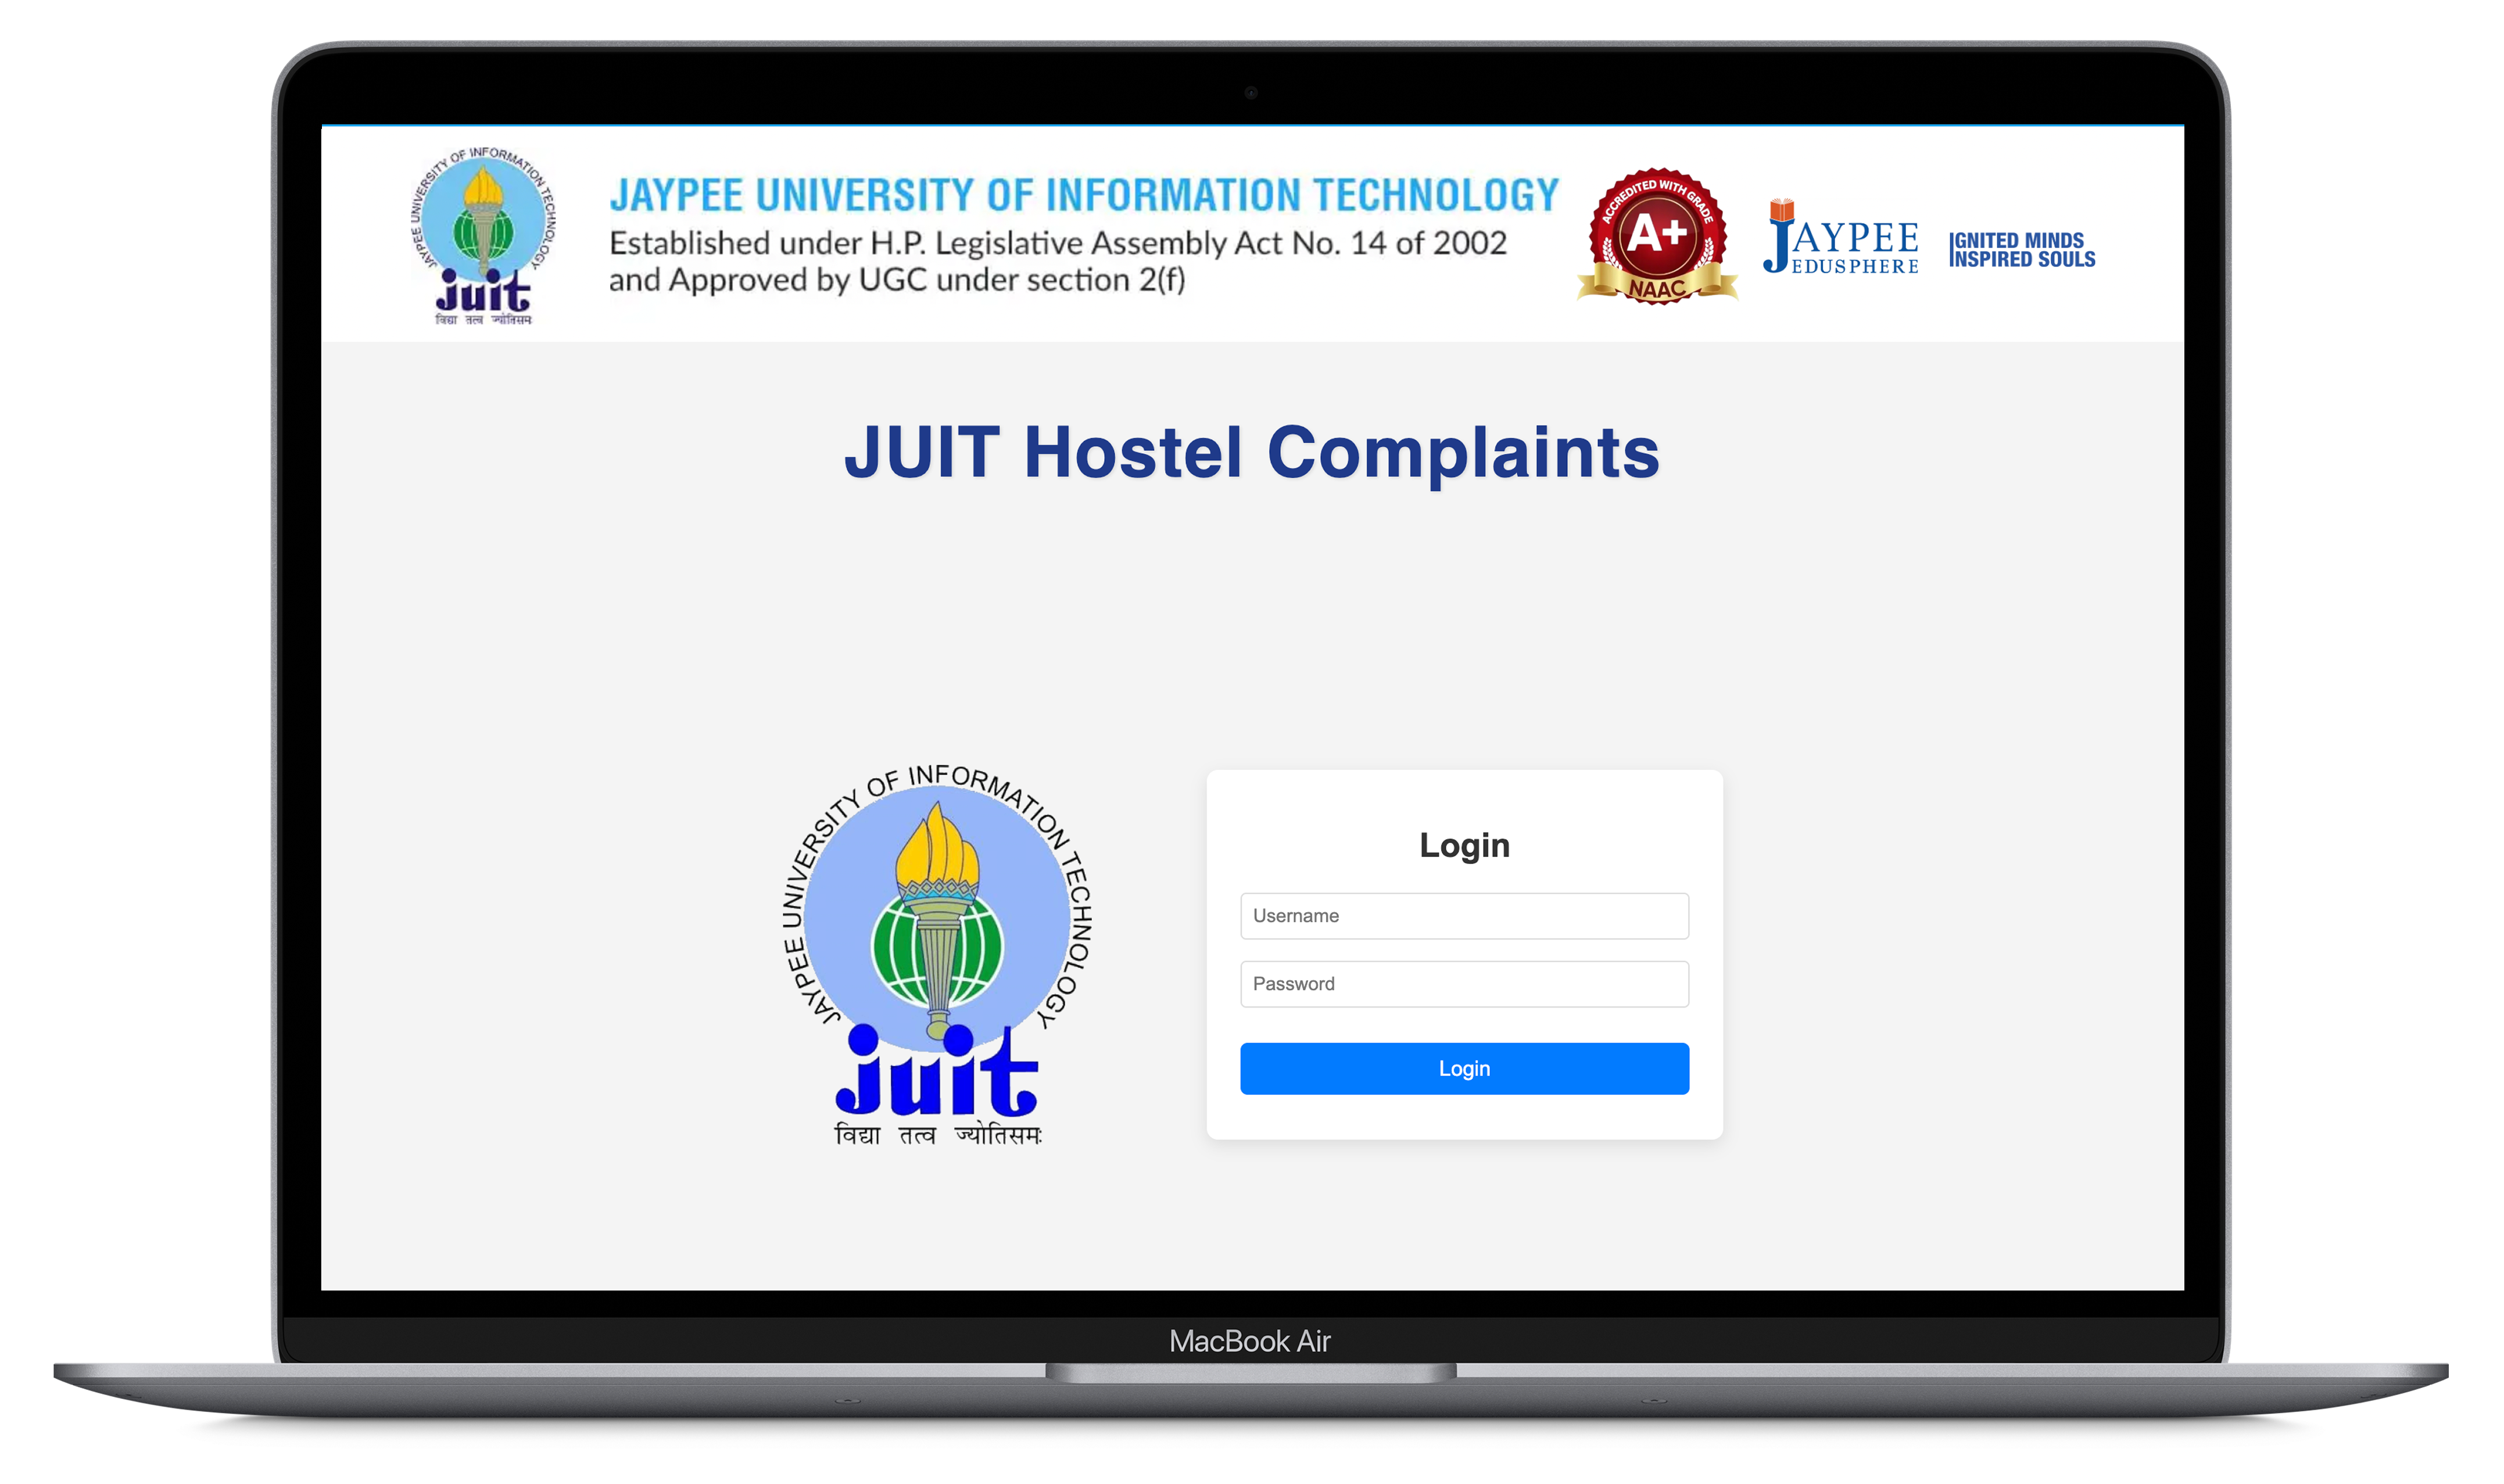 JAYPEE UNIVERSITY OF INFORMATION TECHNOLOGY
juit
विद्या तत्व ज्योतिसमः
JAYPEE UNIVERSITY OF INFORMATION TECHNOLOGY
Established under H.P. Legislative Assembly Act No. 14 of 2002
and Approved by UGC under section 2(f)
ACCREDITED WITH GRADE
A+
NAAC
JAYPEE
EDUSPHERE
IGNITED MINDS
INSPIRED SOULS
JUIT Hostel Complaints
JAYPEE UNIVERSITY OF INFORMATION TECHNOLOGY
juit
विद्या तत्व ज्योतिसमः
Login
Username
Password
Login
MacBook Air